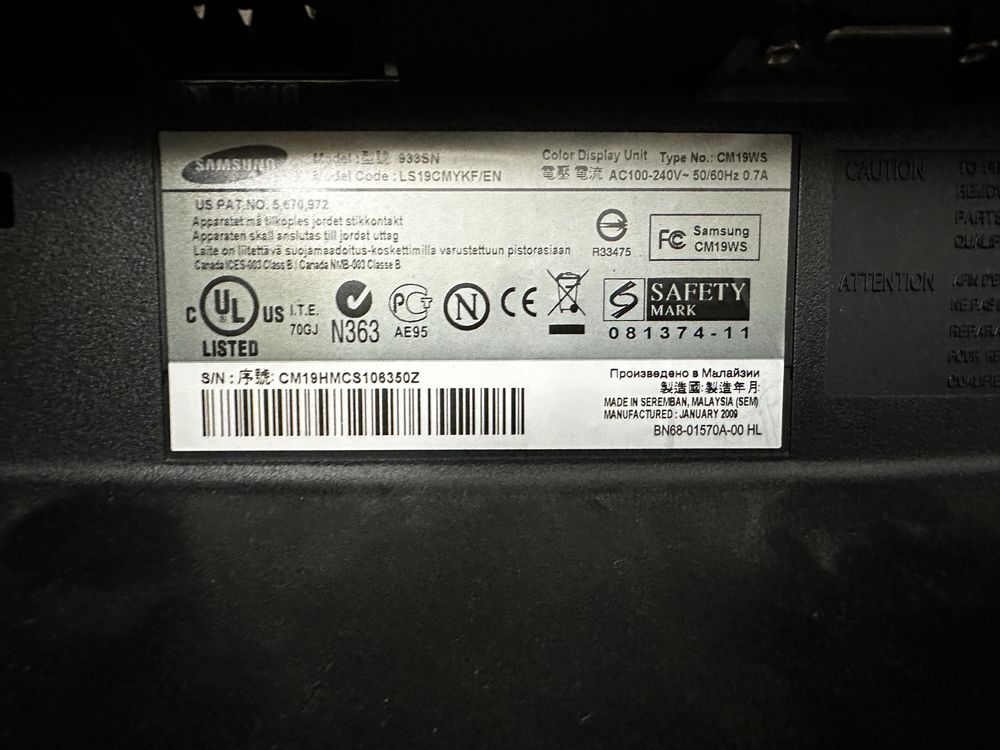 SAMSUNG
Model : 型號 933SN
Model Code : LS19CMYKF/EN
Color Display Unit Type No.: CM19WS
電壓 電流 AC100-240V~ 50/60Hz 0.7A
US PAT.NO. 5,670,972
Apparatet må tilkoples jordet stikkontakt
Apparaten skall anslutas till jordat uttag
Laite on liitettävä suojamaadoitus-koskettimilla varustettuun pistorasiaan
Canada ICES-003 Class B / Canada NMB-003 Classe B
R33475
FC Samsung
CM19WS
C UL US
®
LISTED
I.T.E.
70GJ
N363
PCT
AE95
N
CE
S SAFETY
MARK
081374-11
S/N : 序號: CM19HMCS106350Z
Произведено в Малайзии
製造國:製造年月:
MADE IN SEREMBAN, MALAYSIA (SEM)
MANUFACTURED : JANUARY 2009
BN68-01570A-00 HL
CAUTION
ATTENTION